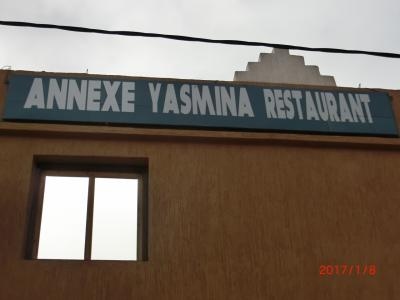 ANNEXE YASMINA RESTAURANT
2017/1/8